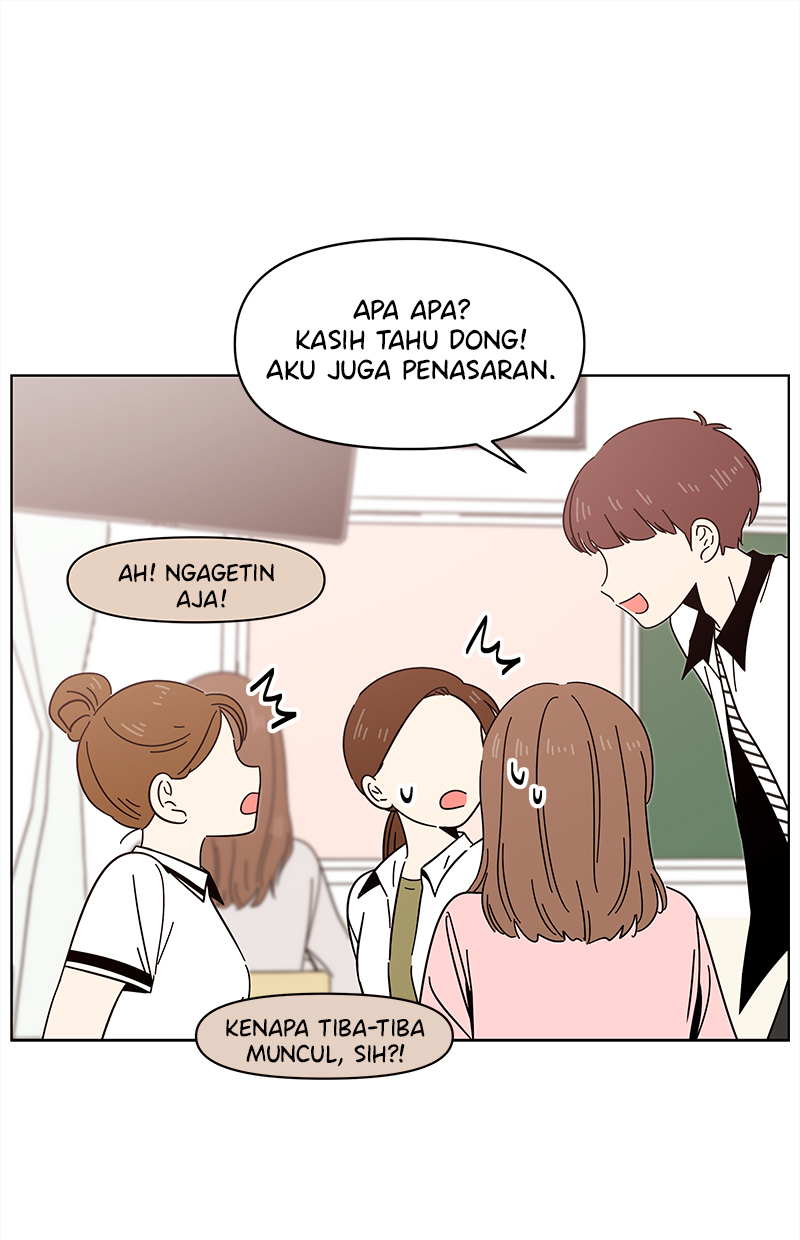 APA APA?
KASIH TAHU DONG!
AKU JUGA PENASARAN.
AH! NGAGETIN
AJA!
KENAPA TIBA-TIBA
MUNCUL, SIH?!